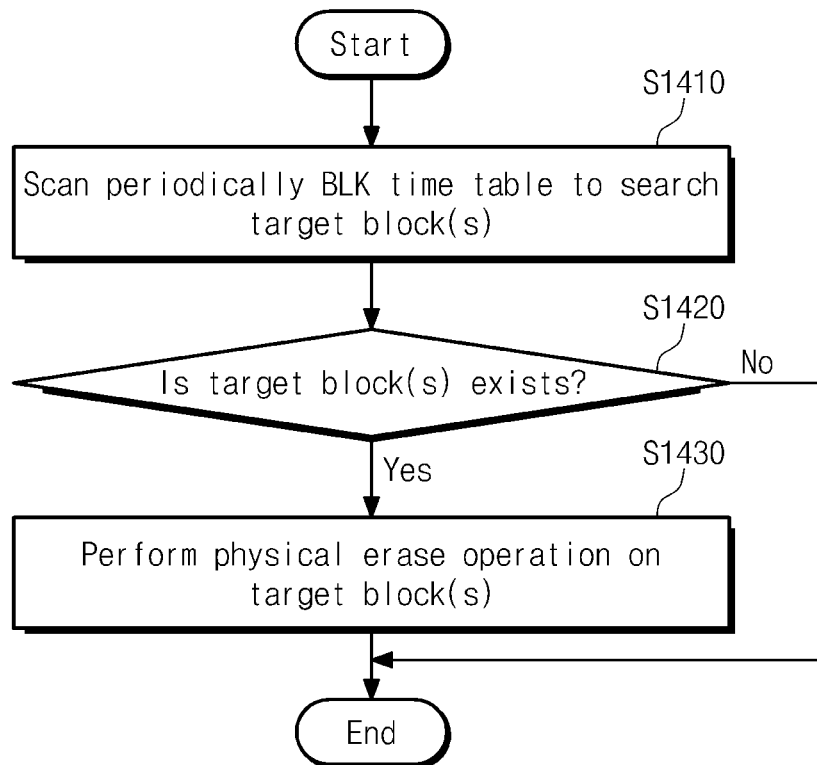 Start
S1410
Scan periodically BLK time table to search
target block(s)
S1420
Is target block(s) exists?
No
Yes
S1430
Perform physical erase operation on
target block(s)
End